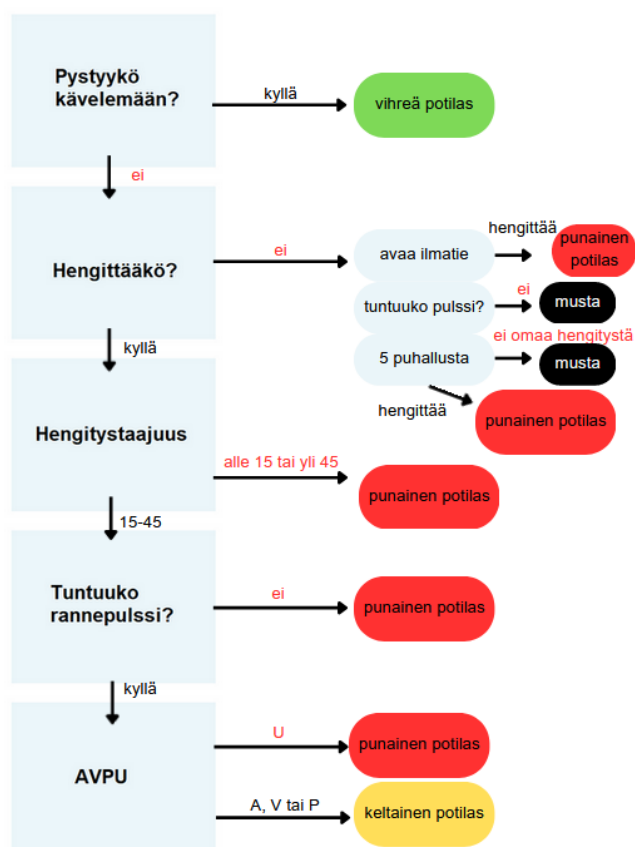 Pystyykö
kävelemään?
kyllä
vihreä potilas
ei
Hengittääkö?
ei
avaa ilmatie
hengittää
punainen
potilas
tuntuuko pulssi?
ei
musta
5 puhallusta
ei omaa hengitystä
musta
hengittää
punainen potilas
kyllä
Hengitystaajuus
alle 15 tai yli 45
punainen potilas
15-45
Tuntuuko
rannepulssi?
ei
punainen potilas
kyllä
AVPU
U
punainen potilas
A, V tai P
keltainen potilas